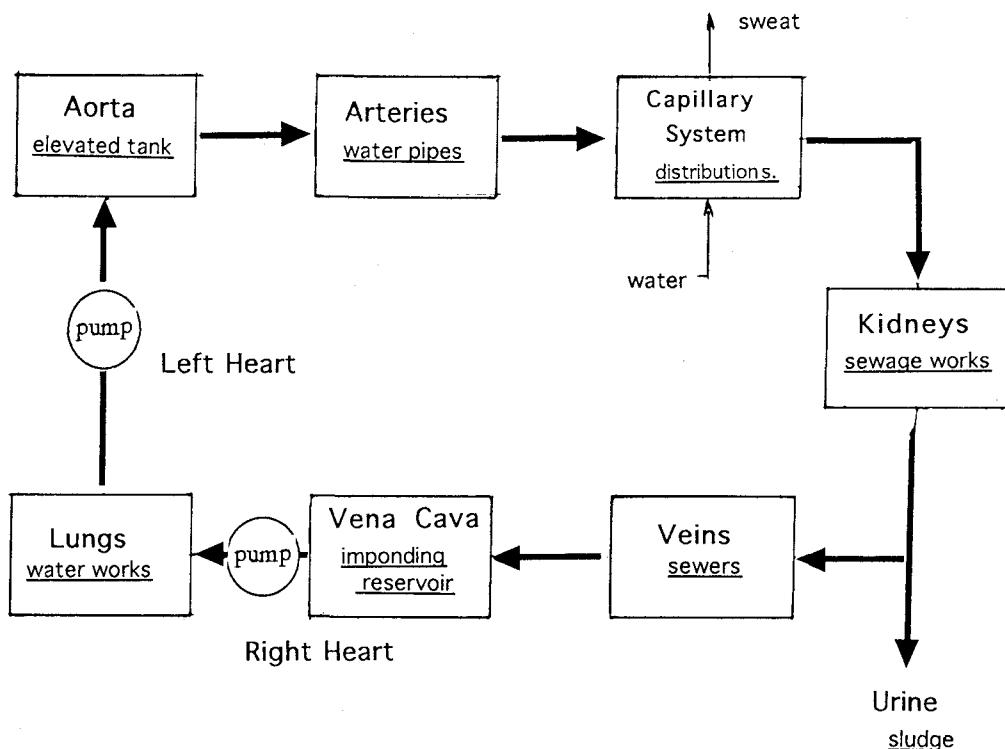 sweat
Aorta
elevated tank
Arteries
water pipes
Capillary
System
distributions.
water
pump
Left Heart
Kidneys
sewage works
Lungs
water works
pump
Vena Cava
imponding
reservoir
Veins
sewers
Right Heart
Urine
sludge